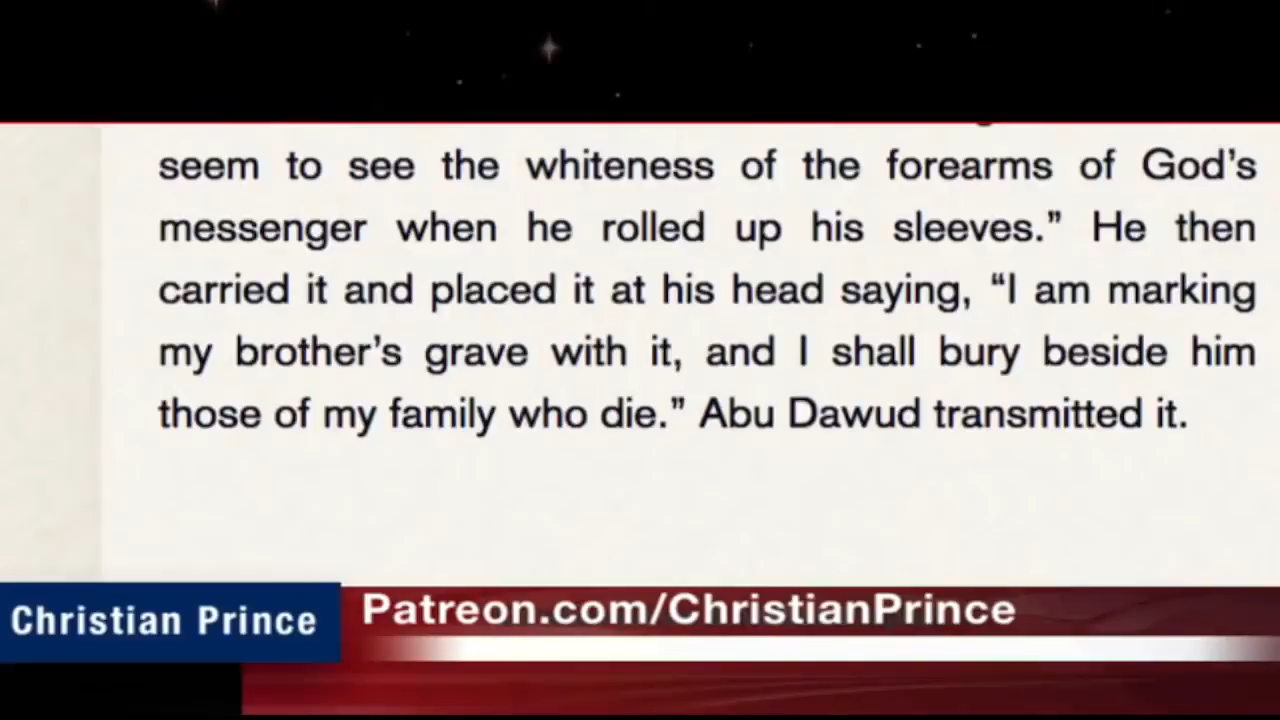 seem to see the whiteness of the forearms of God’s
messenger when he rolled up his sleeves.” He then
carried it and placed it at his head saying, “I am marking
my brother’s grave with it, and I shall bury beside him
those of my family who die.” Abu Dawud transmitted it.
Christian Prince
Patreon.com/ChristianPrince